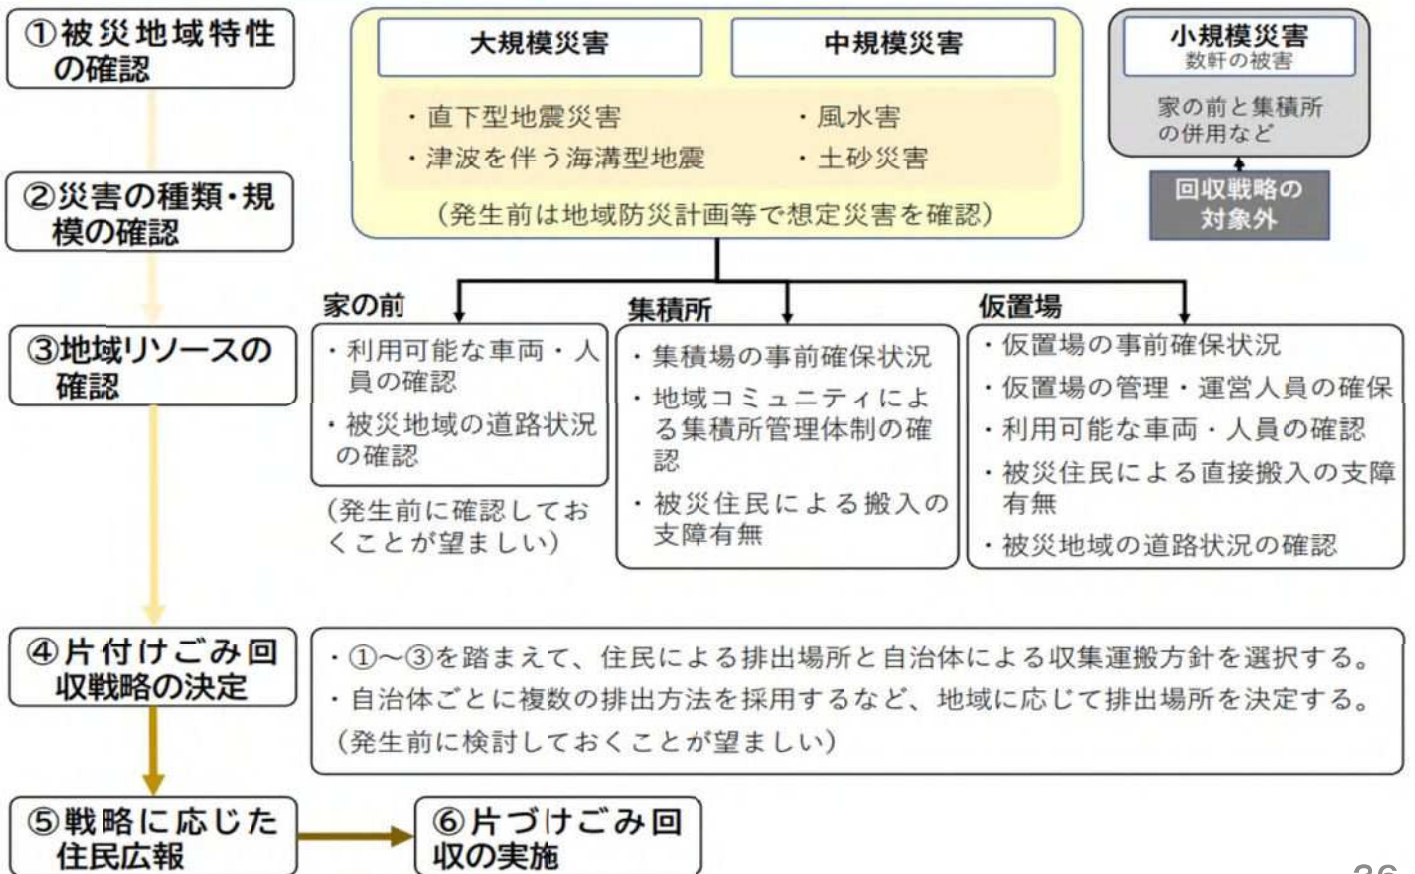 ①被災地域特性
の確認
大規模災害
中規模災害
・直下型地震災害
・津波を伴う海溝型地震
・風水害
・土砂災害
（発生前は地域防災計画等で想定災害を確認）
小規模災害
数軒の被害
家の前と集積所
の併用など
回収戦略の
対象外
②災害の種類・規
模の確認
③地域リソースの
確認
家の前
・利用可能な車両・人
員の確認
・被災地域の道路状況
の確認
（発生前に確認してお
くことが望ましい）
集積所
・集積場の事前確保状況
・地域コミュニティによ
る集積所管理体制の確
認
・被災住民による搬入の
支障有無
仮置場
・仮置場の事前確保状況
・仮置場の管理・運営人員の確保
・利用可能な車両・人員の確認
・被災住民による直接搬入の支障
有無
・被災地域の道路状況の確認
④片付けごみ回
収戦略の決定
・①～③を踏まえて、住民による排出場所と自治体による収集運搬方針を選択する。
・自治体ごとに複数の排出方法を採用するなど、地域に応じて排出場所を決定する。
（発生前に検討しておくことが望ましい）
⑤戦略に応じた
住民広報
⑥片づけごみ回
収の実施